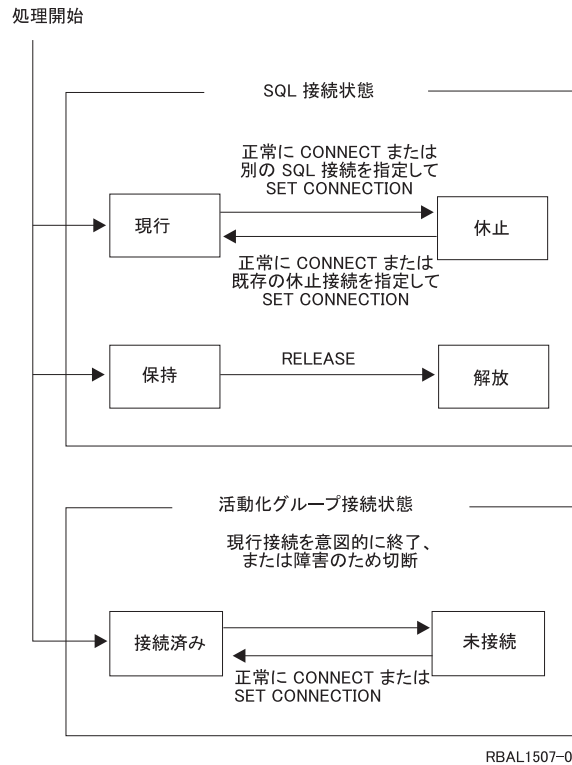 処理開始
SQL 接続状態
正常に CONNECT または
別の SQL 接続を指定して
SET CONNECTION
現行
休止
正常に CONNECT または
既存の休止接続を指定して
SET CONNECTION
保持
RELEASE
解放
活動化グループ接続状態
現行接続を意図的に終了、
または障害のため切断
接続済み
未接続
正常に CONNECT または
SET CONNECTION
RBAL1507-0